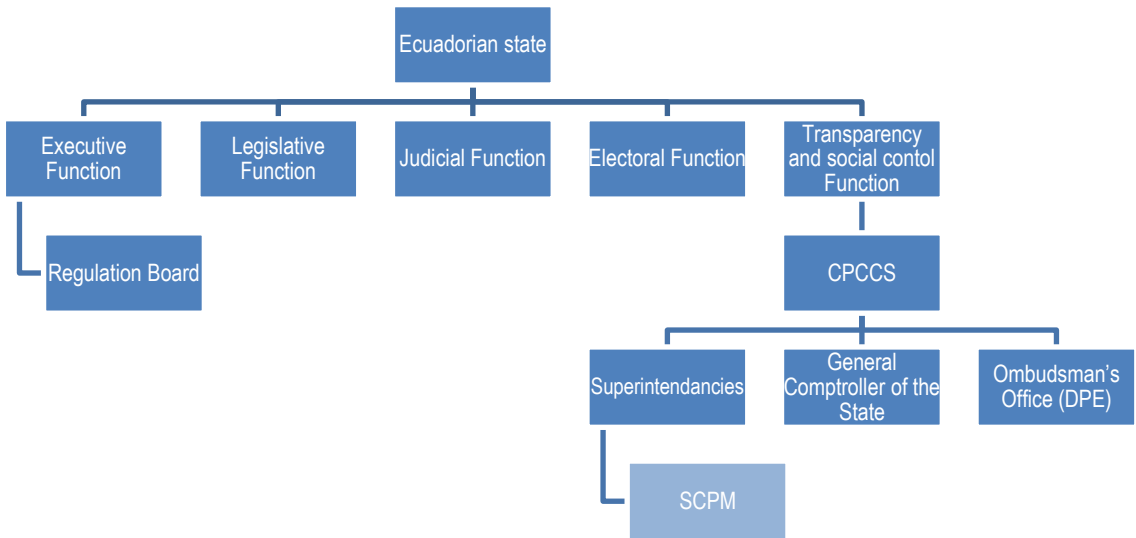 Ecuadorian state
Executive
Function
Legislative
Function
Judicial Function
Electoral Function
Transparency
and social contol
Function
Regulation Board
CPCCS
Superintendancies
General
Comptroller of the
State
Ombudsman’s
Office (DPE)
SCPM